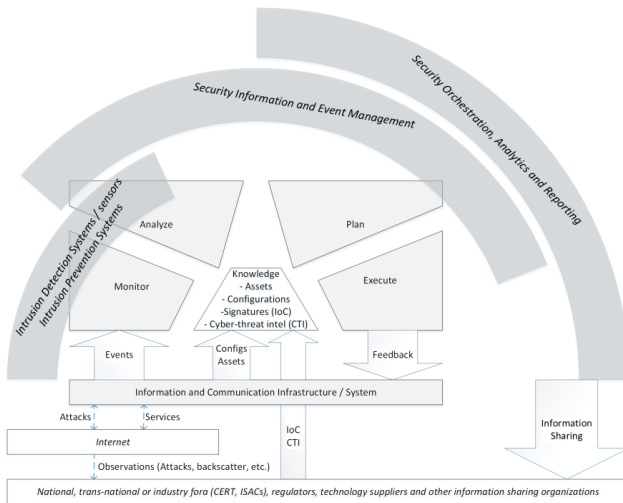 Security Orchestration, Analytics and Reporting
Security Information and Event Management
Intrusion Detection Systems / sensors
Intrusion Prevention Systems
Analyze
Plan
Monitor
Knowledge
- Assets
- Configurations
-Signatures (IoC)
- Cyber-threat intel (CTI)
Execute
Events
Configs
Assets
Feedback
Information and Communication Infrastructure / System
Attacks
Services
Internet
IoC
CTI
Information
Sharing
Observations (Attacks, backscatter, etc.)
National, trans-national or industry fora (CERT, ISACs), regulators, technology suppliers and other information sharing organizations